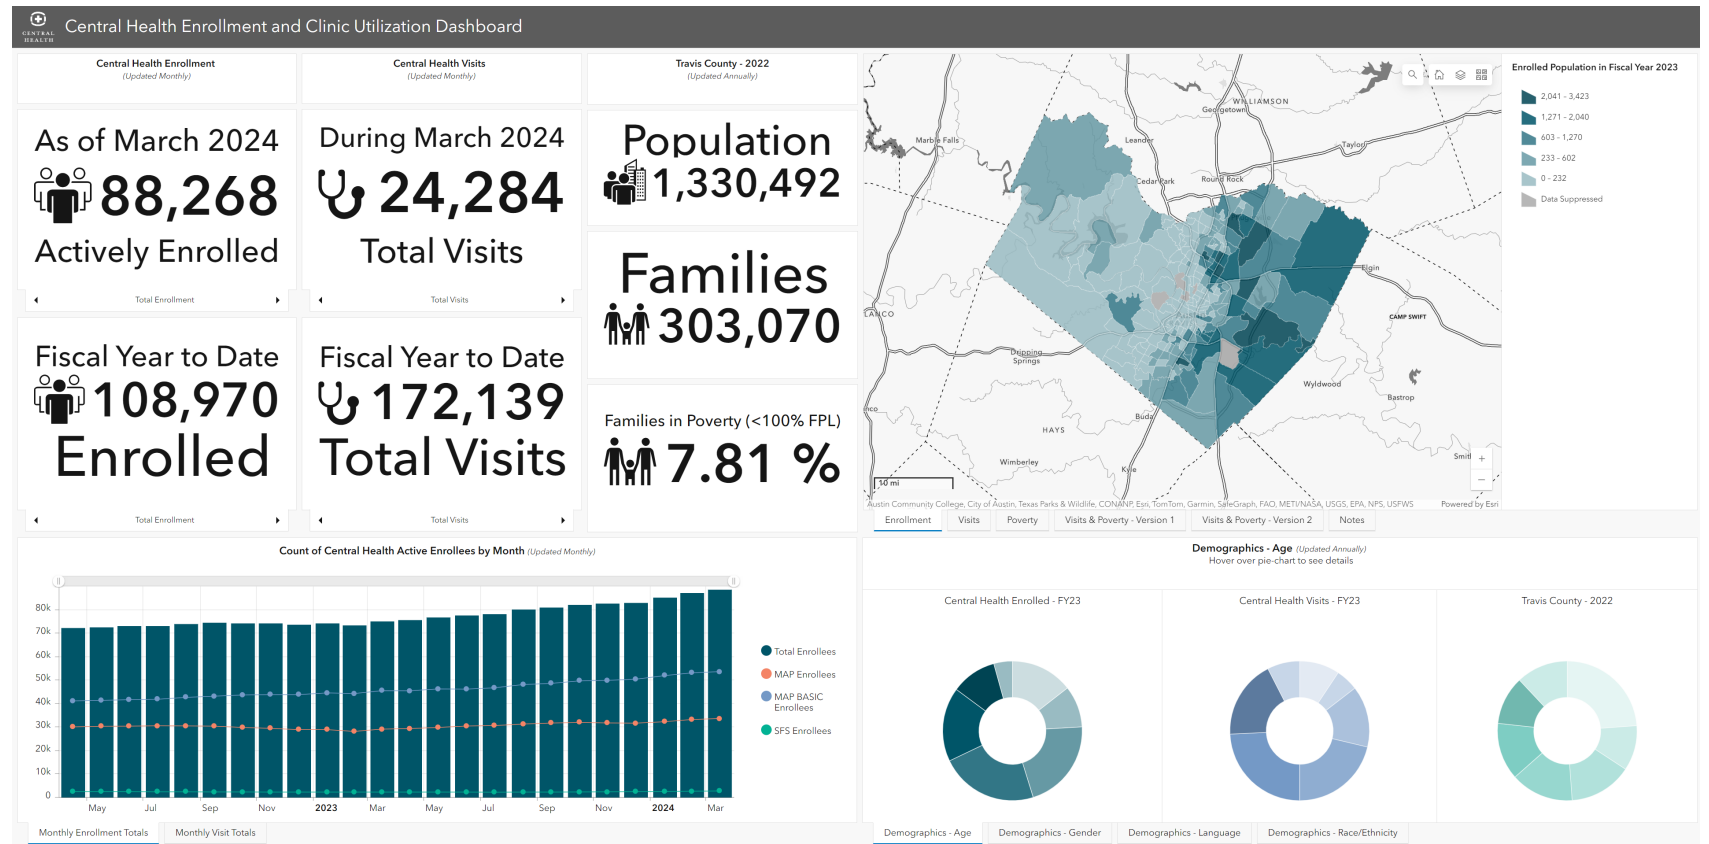 CENTRAL
HEALTH
Central Health Enrollment and Clinic Utilization Dashboard
Central Health Enrollment
(Updated Monthly)
Central Health Visits
(Updated Monthly)
Travis County - 2022
(Updated Annually)
As of March 2024
88,268
Actively Enrolled
Total Enrollment
During March 2024
24,284
Total Visits
Total Visits
Population
1,330,492
Families
303,070
Families in Poverty (<100% FPL)
7.81 %
Fiscal Year to Date
108,970
Enrolled
Total Enrollment
Fiscal Year to Date
172,139
Total Visits
Total Visits
WILLIAMSON
Georgetown
Marble Falls
Leander
Taylor
Cedar Park
Round Rock
Elgin
LANCO
CAMP SWIFT
Dripping
Springs
Wyldwood
Bastrop
co
Buda
HAYS
Wimberley
Kyle
Smith
+
−
10 mi
Austin Community College, City of Austin, Texas Parks & Wildlife, CONANP, Esri, TomTom, Garmin, SafeGraph, FAO, METI/NASA, USGS, EPA, NPS, USFWS
Powered by Esri
Enrolled Population in Fiscal Year 2023
2,041 - 3,423
1,271 - 2,040
603 - 1,270
233 - 602
0 - 232
Data Suppressed
Enrollment
Visits
Poverty
Visits & Poverty - Version 1
Visits & Poverty - Version 2
Notes
Count of Central Health Active Enrollees by Month (Updated Monthly)
80k
70k
60k
50k
40k
30k
20k
10k
0
May
Jul
Sep
Nov
2023
Mar
May
Jul
Sep
Nov
2024
Mar
Total Enrollees
MAP Enrollees
MAP BASIC
Enrollees
SFS Enrollees
Monthly Enrollment Totals
Monthly Visit Totals
Demographics - Age (Updated Annually)
Hover over pie-chart to see details
Central Health Enrolled - FY23
Central Health Visits - FY23
Travis County - 2022
Demographics - Age
Demographics - Gender
Demographics - Language
Demographics - Race/Ethnicity